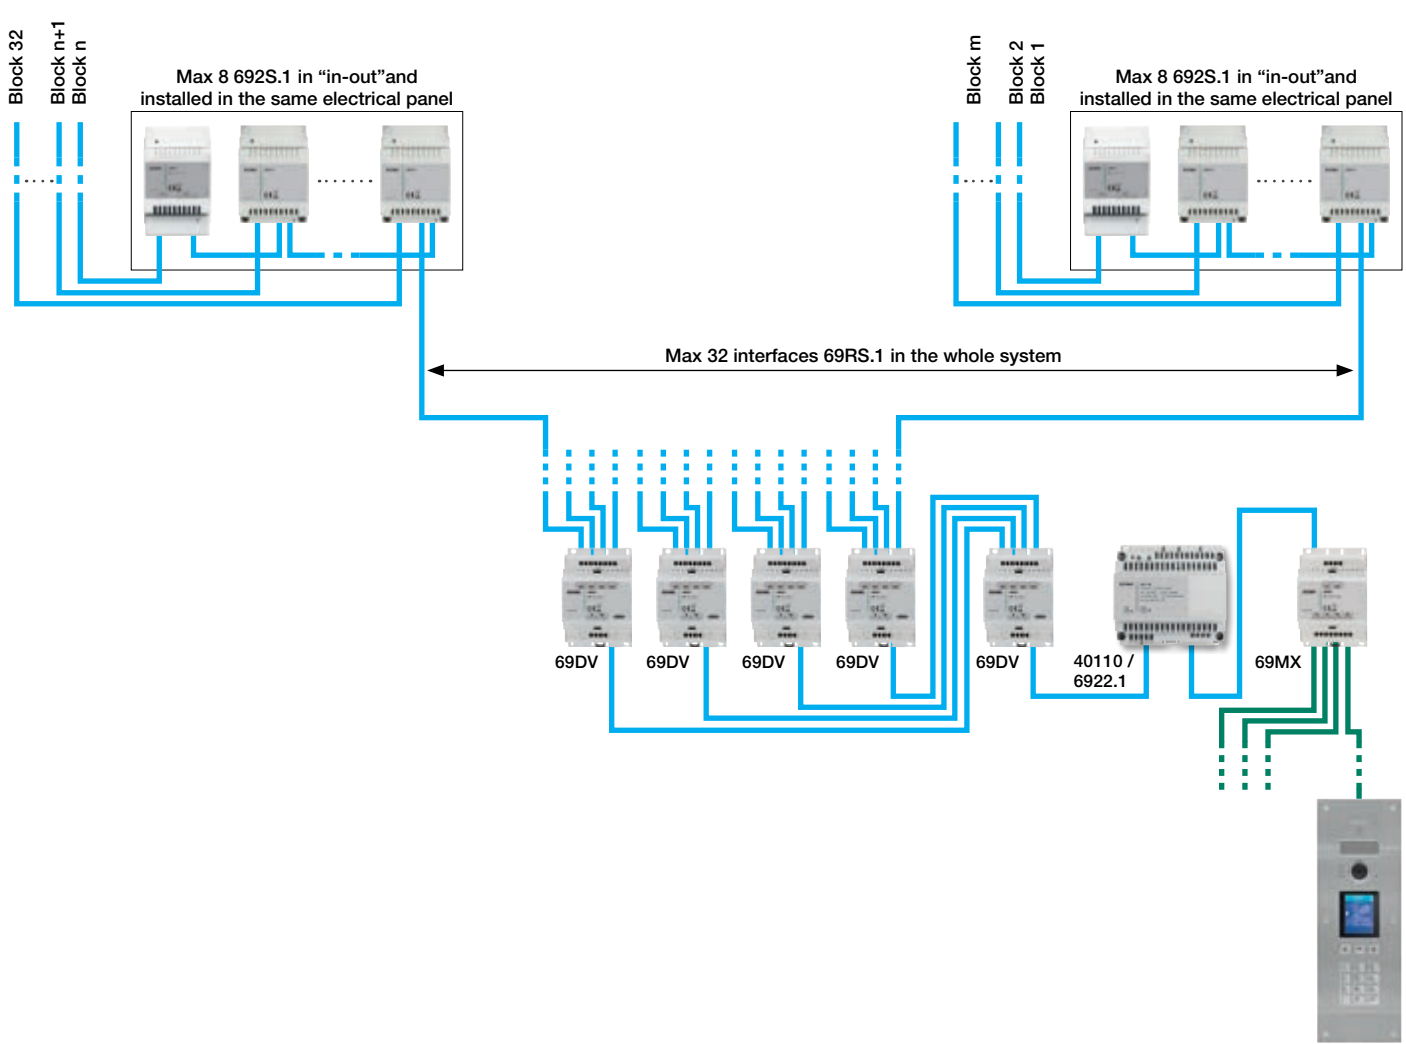 Block 32
Block n+1
Block n
Max 8 692S.1 in “in-out”and
installed in the same electrical panel
Block m
Block 2
Block 1
Max 8 692S.1 in “in-out”and
installed in the same electrical panel
Max 32 interfaces 69RS.1 in the whole system
69DV
69DV
69DV
69DV
69DV
40110 /
6922.1
69MX